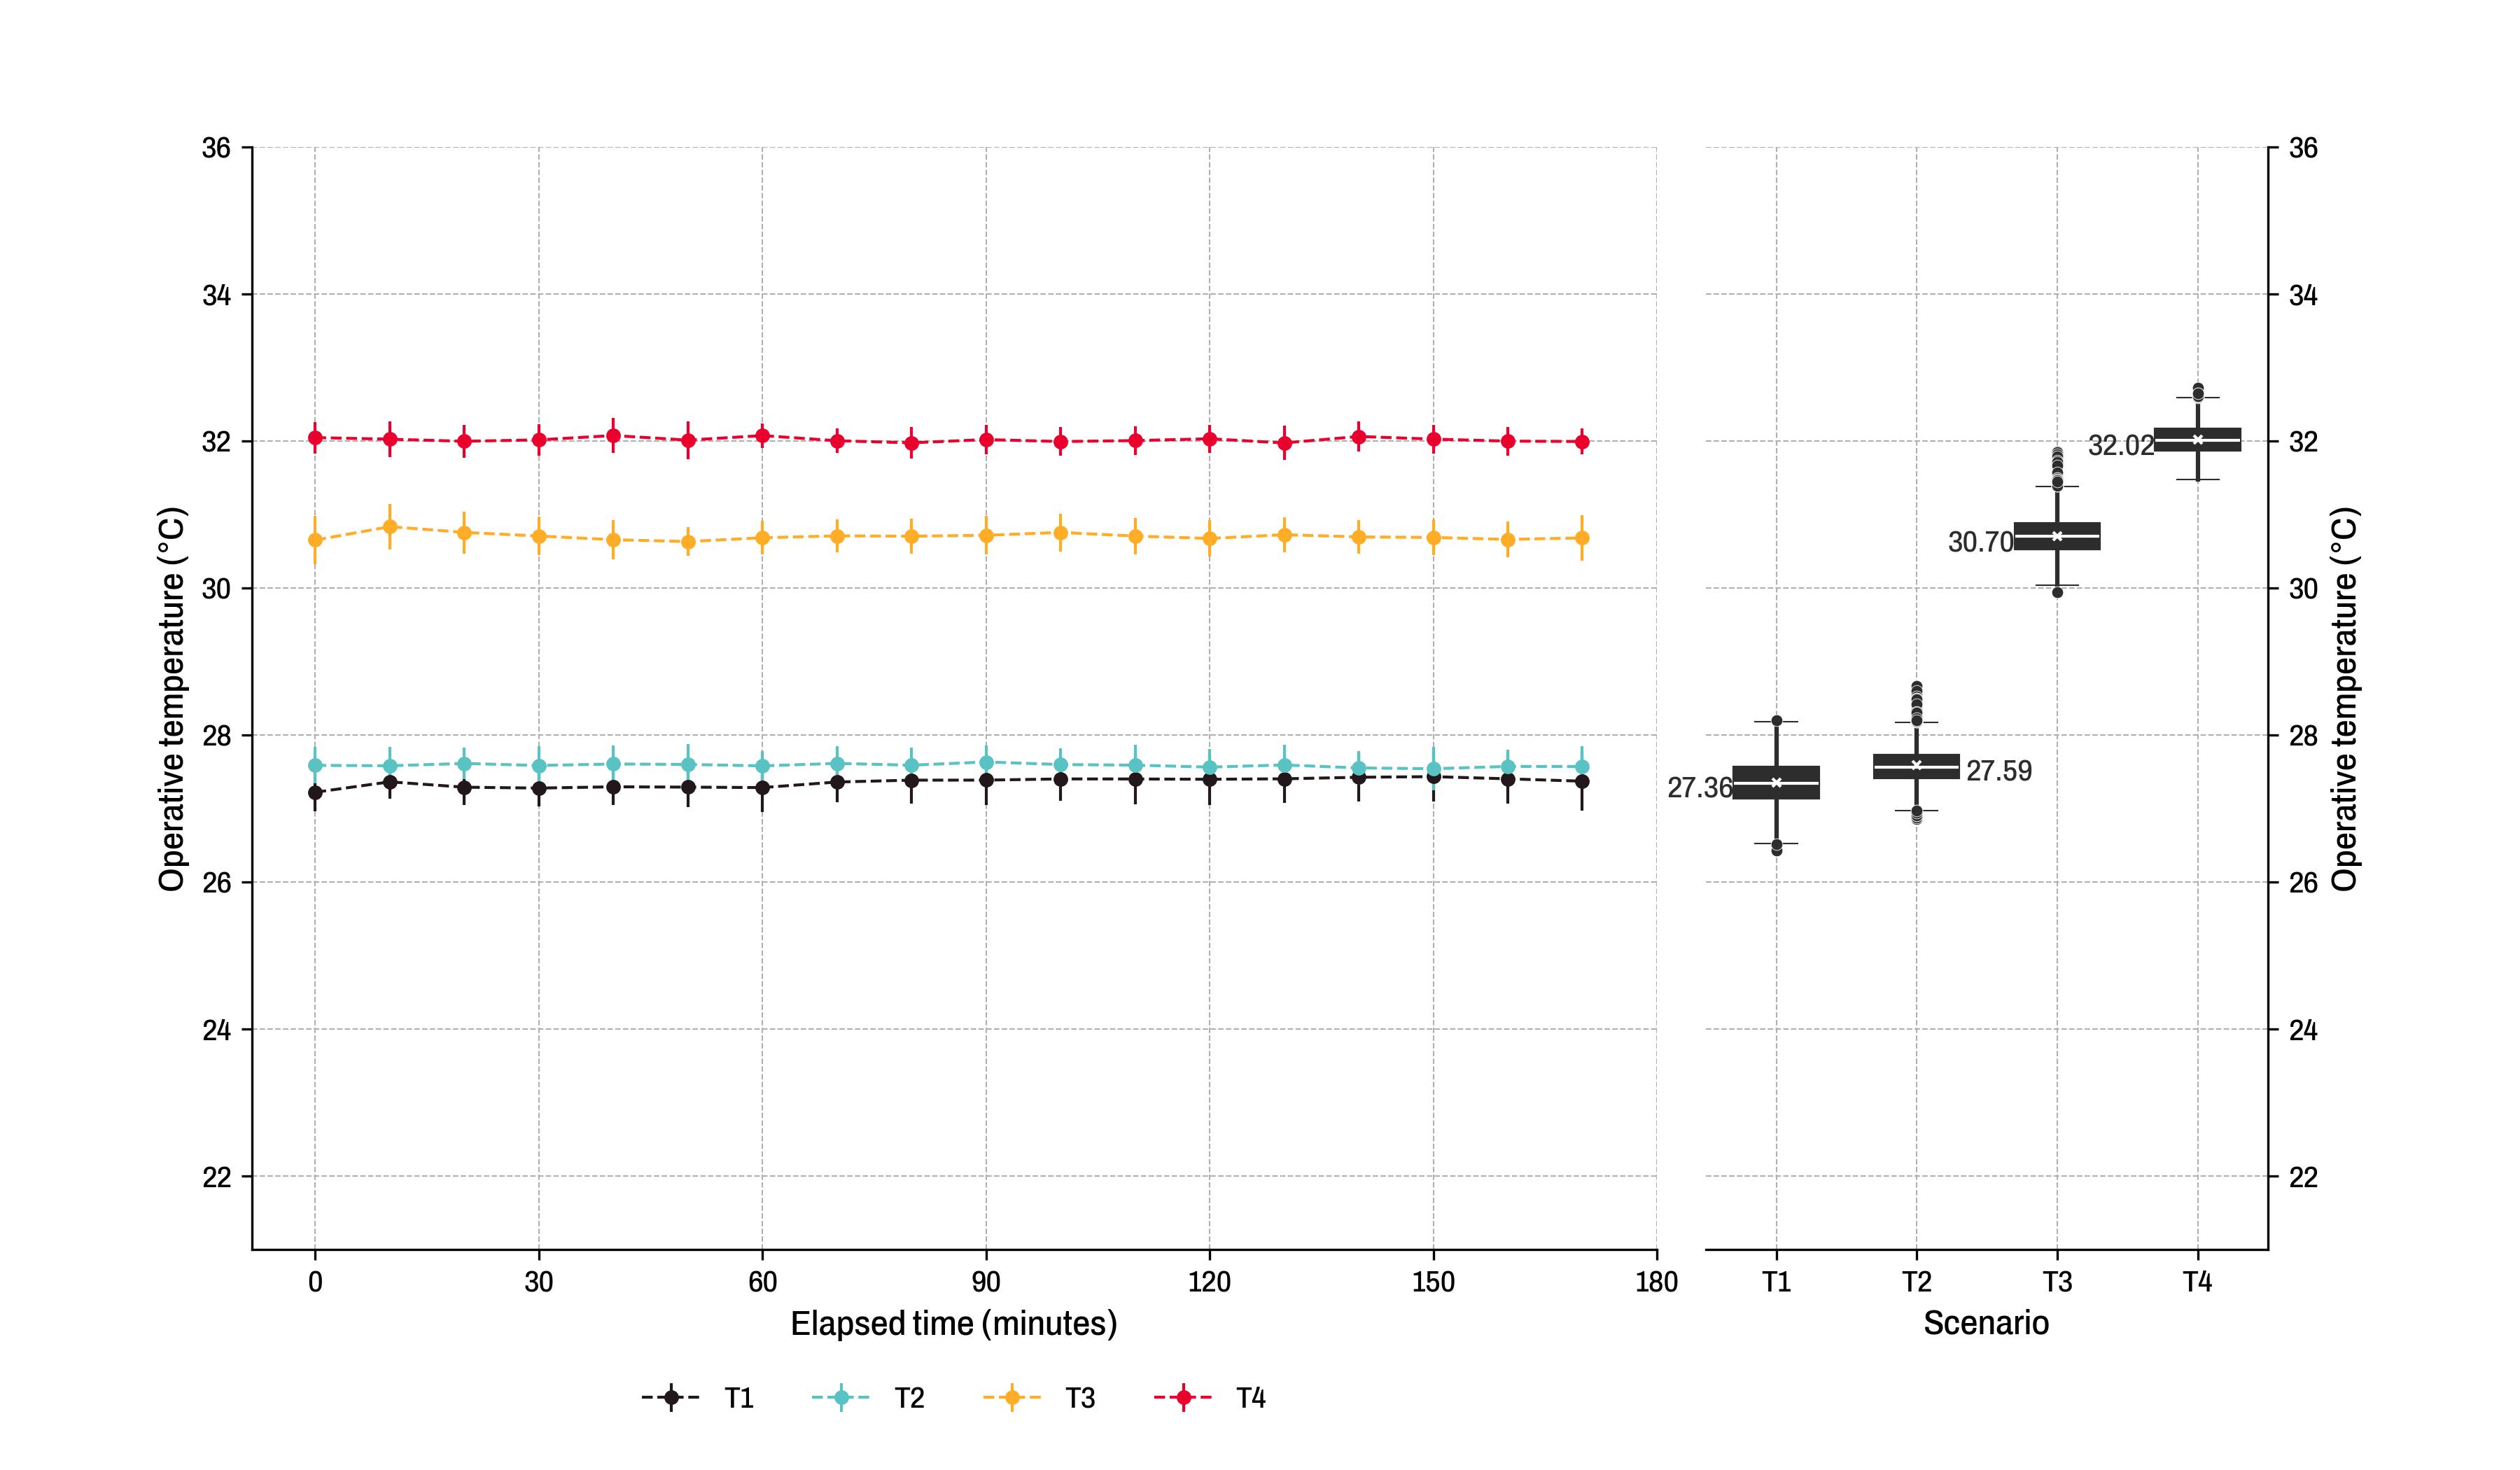 36
34
32
30
28
26
24
22
Operative temperature (°C)
0 30 60 90 120 150 180
Elapsed time (minutes)
27.36
27.59
30.70
32.02
T1 T2 T3 T4
Scenario
36
34
32
30
28
26
24
22
Operative temperature (°C)
T1 T2 T3 T4